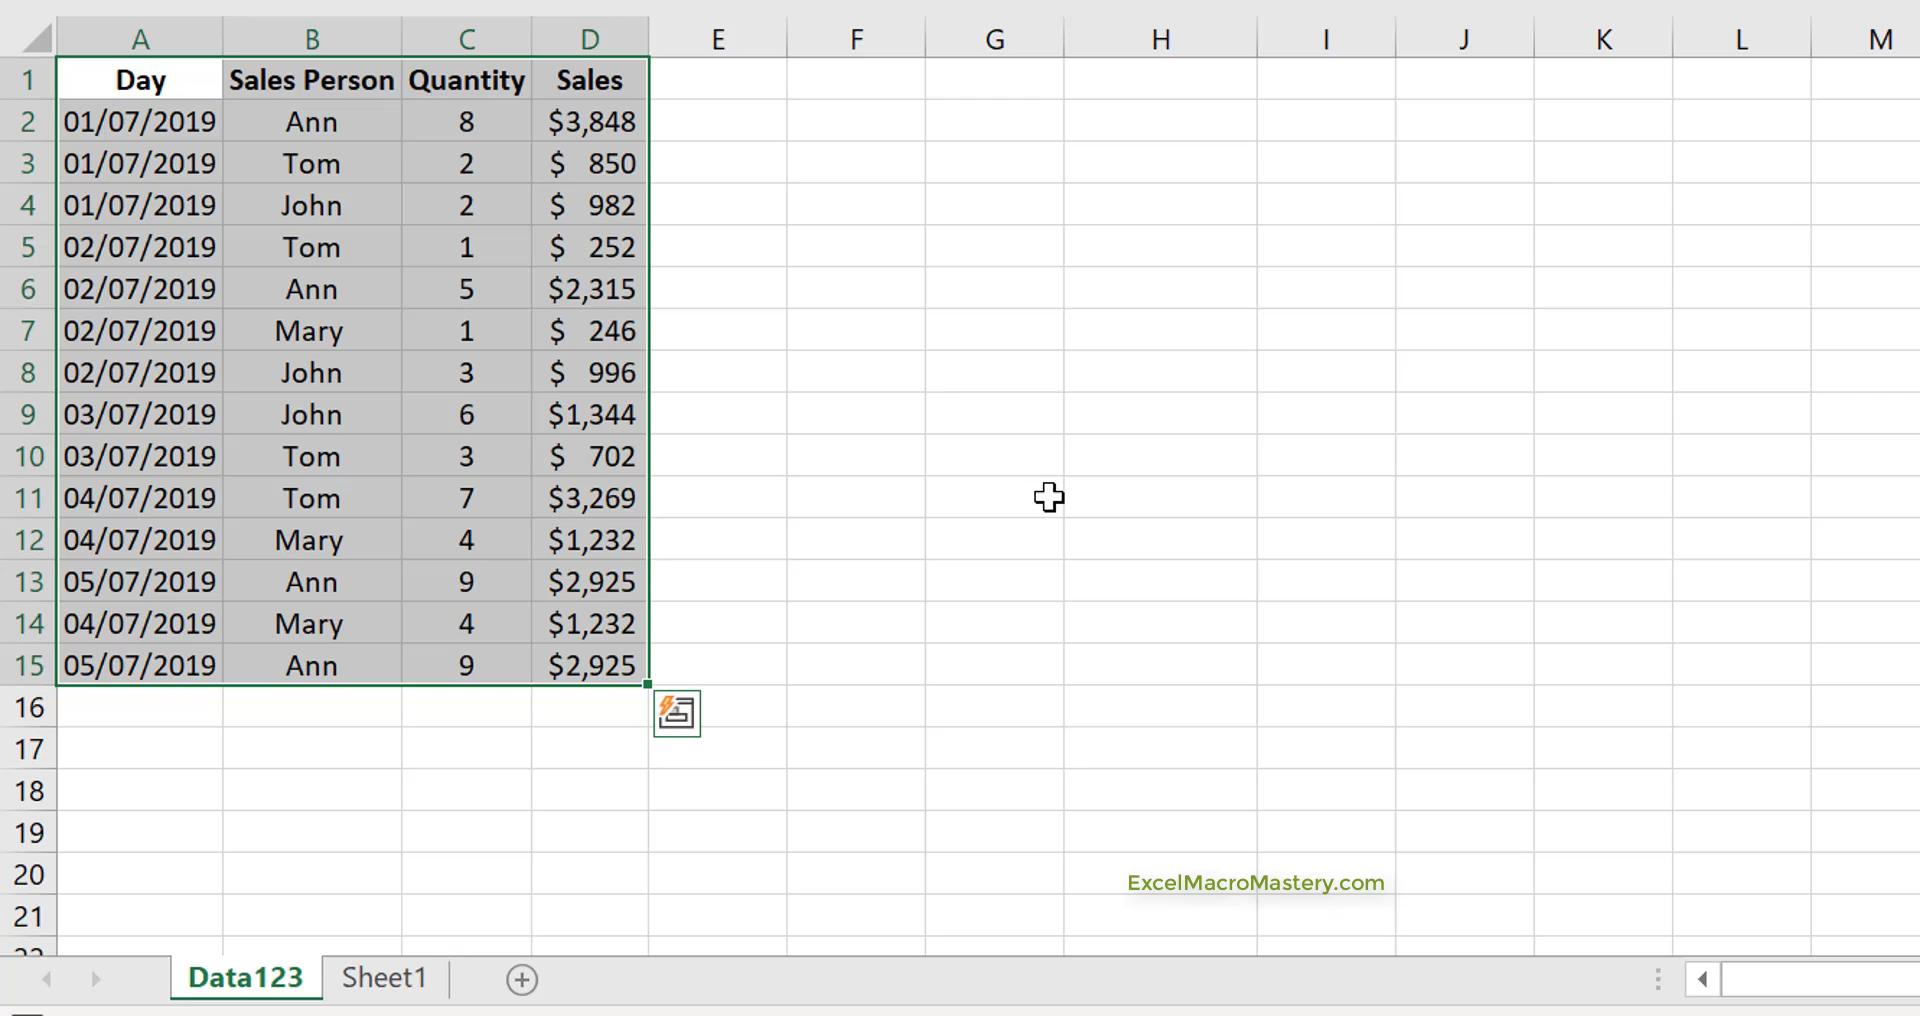 A B C D E F G H I J K L M
1 Day Sales Person Quantity Sales
2 01/07/2019 Ann 8 $3,848
3 01/07/2019 Tom 2 $ 850
4 01/07/2019 John 2 $ 982
5 02/07/2019 Tom 1 $ 252
6 02/07/2019 Ann 5 $2,315
7 02/07/2019 Mary 1 $ 246
8 02/07/2019 John 3 $ 996
9 03/07/2019 John 6 $1,344
10 03/07/2019 Tom 3 $ 702
11 04/07/2019 Tom 7 $3,269
12 04/07/2019 Mary 4 $1,232
13 05/07/2019 Ann 9 $2,925
14 04/07/2019 Mary 4 $1,232
15 05/07/2019 Ann 9 $2,925
16
17
18
19
20
ExcelMacroMastery.com
21
Data123 Sheet1